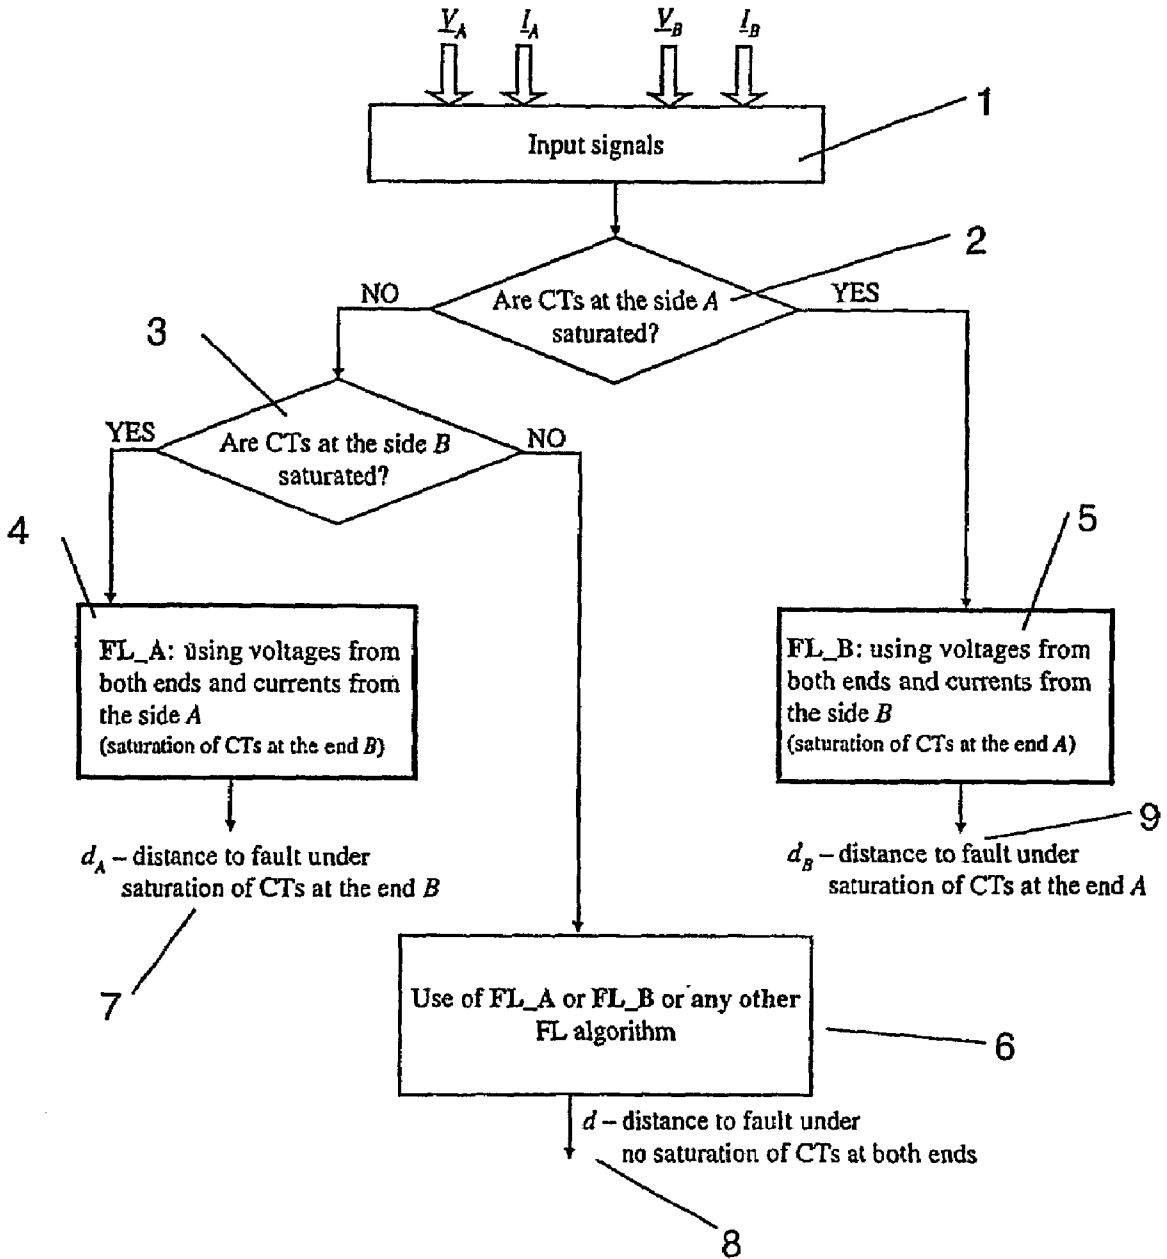 V_A I_A V_B I_B
1
Input signals
2
NO
Are CTs at the side A
saturated?
YES
3
YES
Are CTs at the side B
saturated?
NO
4
5
FL_A: using voltages from
both ends and currents from
the side A
(saturation of CTs at the end B)
FL_B: using voltages from
both ends and currents from
the side B
(saturation of CTs at the end A)
9
d_A – distance to fault under
saturation of CTs at the end B
d_B – distance to fault under
saturation of CTs at the end A
7
Use of FL_A or FL_B or any other
FL algorithm
6
d – distance to fault under
no saturation of CTs at both ends
8